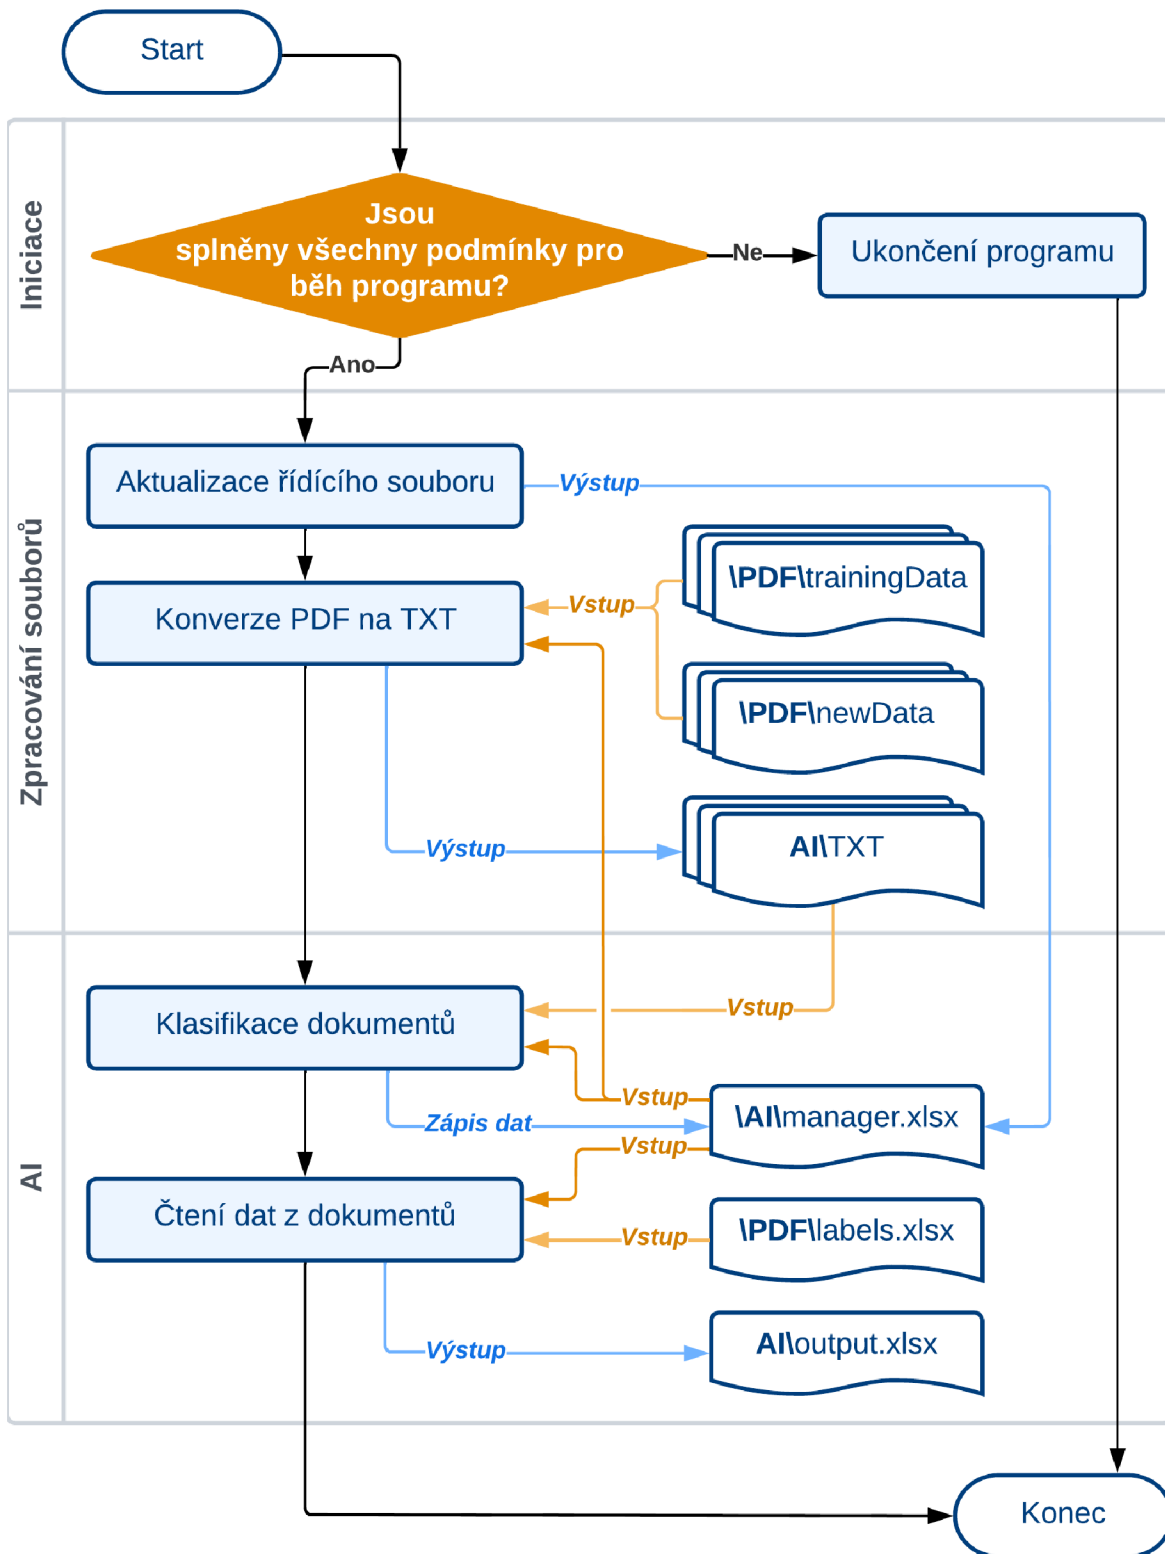 Start
Iniciace
Jsou
splněny všechny podmínky pro
běh programu?
Ne
Ukončení programu
Ano
Zpracování souborů
Aktualizace řídícího souboru
Výstup
\PDF\trainingData
Vstup
Konverze PDF na TXT
\PDF\newData
Výstup
AI\TXT
AI
Klasifikace dokumentů
Vstup
Vstup
\AI\manager.xlsx
Zápis dat
Vstup
Čtení dat z dokumentů
Vstup
\PDF\labels.xlsx
Výstup
AI\output.xlsx
Konec